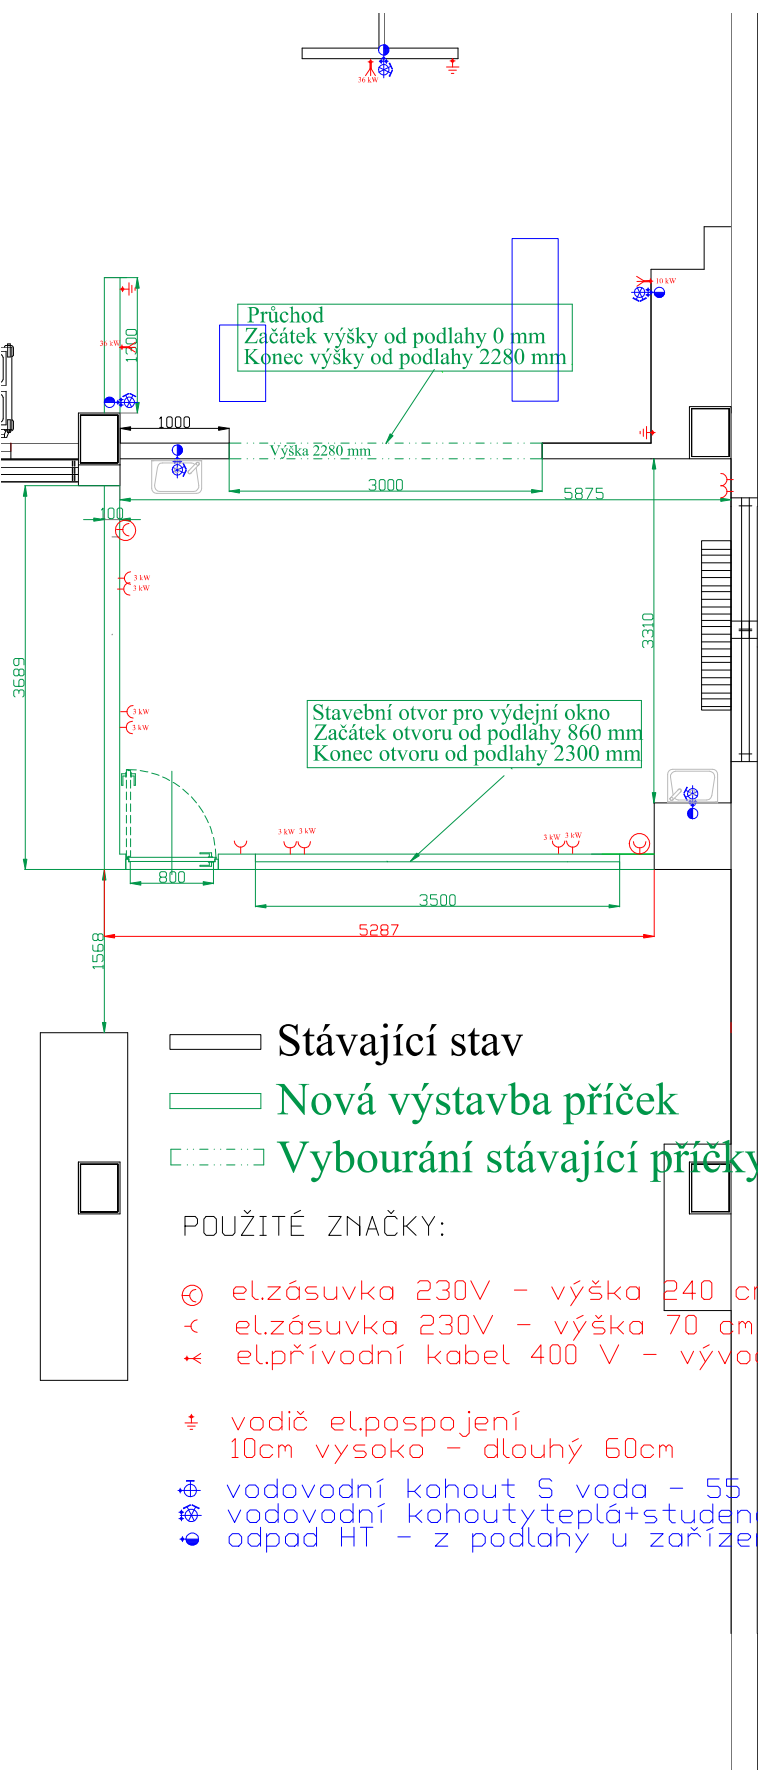 36 kW
10 kW
Průchod
Začátek výšky od podlahy 0 mm
Konec výšky od podlahy 2280 mm
36 kW
1300
1000
Výška 2280 mm
3000
5875
100
3 kW
3 kW
3310
3689
3 kW
3 kW
Stavební otvor pro výdejní okno
Začátek otvoru od podlahy 860 mm
Konec otvoru od podlahy 2300 mm
3 kW 3 kW
3 kW 3 kW
800
3500
5287
1568
Stávající stav
Nová výstavba příček
Vybourání stávající příčky
POUŽITÉ ZNAČKY:
el.zásuvka 230V - výška 240 cm
el.zásuvka 230V - výška 70 cm
el.přívodní kabel 400 V - vývo
vodič el.pospojení
10cm vysoko - dlouhý 60cm
vodovodní kohout S voda - 55
vodovodní kohoutyteplá+studen
odpad HT - z podlahy u zaříze